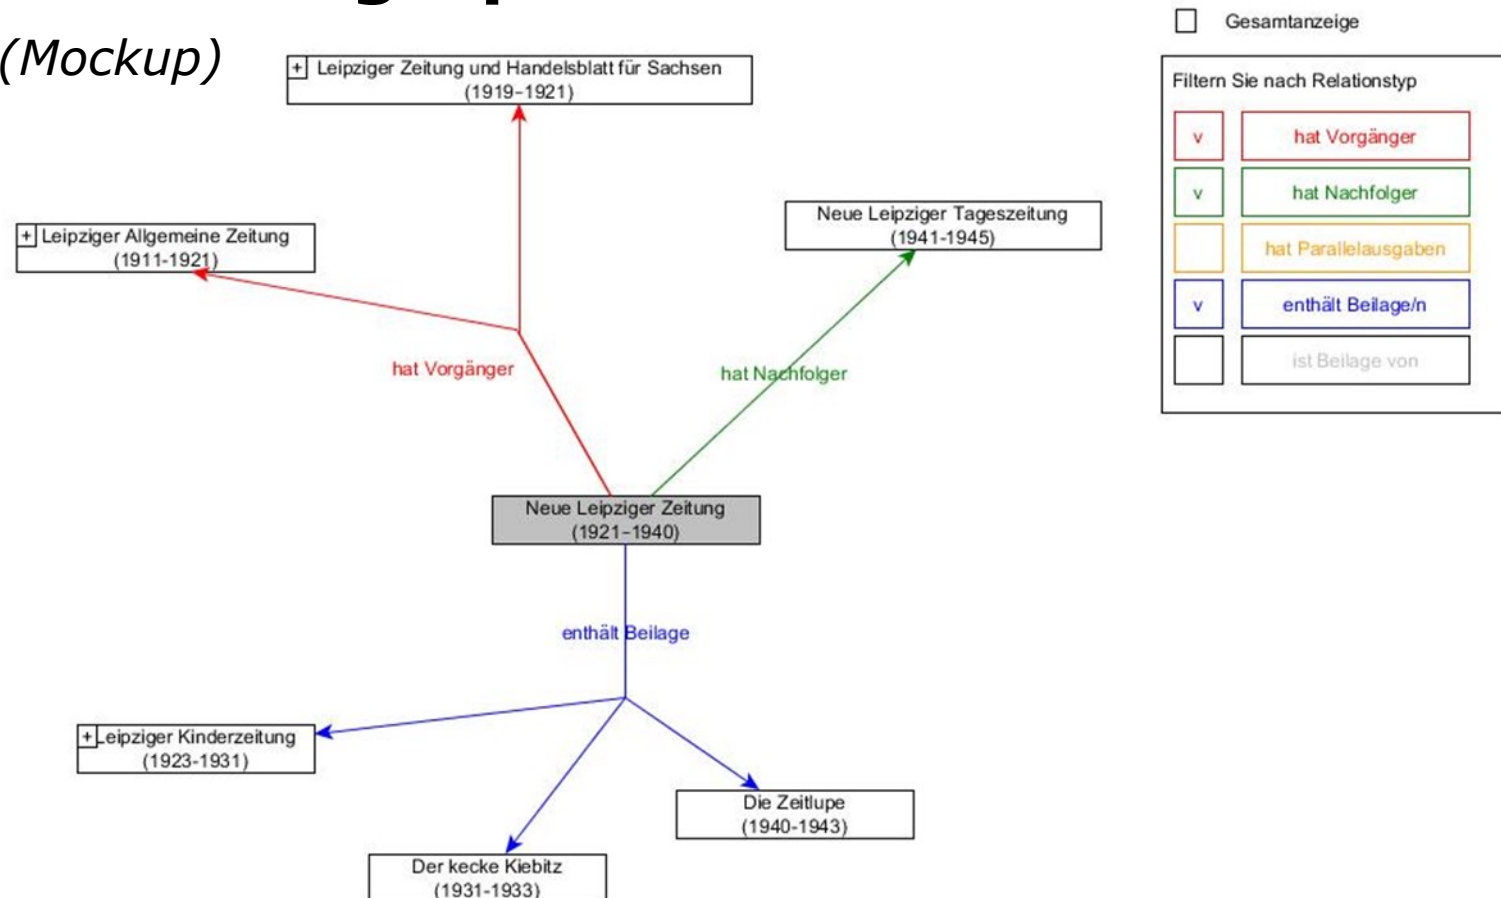 (Mockup)
+ Leipziger Zeitung und Handelsblatt für Sachsen
(1919-1921)
+ Leipziger Allgemeine Zeitung
(1911-1921)
Neue Leipziger Tageszeitung
(1941-1945)
hat Vorgänger
hat Nachfolger
Neue Leipziger Zeitung
(1921-1940)
enthält Beilage
+ Leipziger Kinderzeitung
(1923-1931)
Die Zeitlupe
(1940-1943)
Der kecke Kiebitz
(1931-1933)
Gesamtanzeige
Filtern Sie nach Relationstyp
v hat Vorgänger
v hat Nachfolger
hat Parallelausgaben
v enthält Beilage/n
ist Beilage von